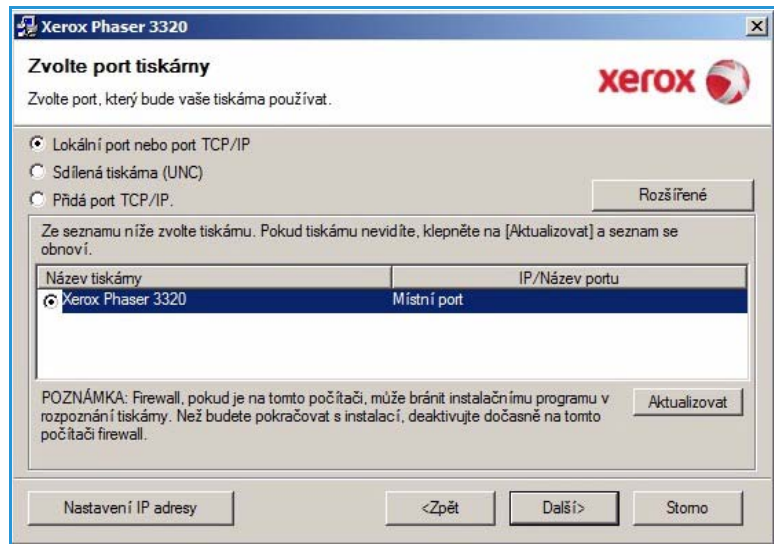 Xerox Phaser 3320
Zvolte port tiskárny
Zvolte port, který bude vaše tiskárna používat.
xerox
Lokální port nebo port TCP/IP
Sdílená tiskárna (UNC)
Přidá port TCP/IP.
Rozšířené
Ze seznamu níže zvolte tiskárnu. Pokud tiskárnu nevidíte, klepněte na [Aktualizovat] a seznam se
obnoví.
Název tiskárny IP/Název portu
Xerox Phaser 3320 Místní port
POZNÁMKA: Firewall, pokud je na tomto počítači, může bránit instalačnímu programu v
rozpoznání tiskárny. Než budete pokračovat s instalací, deaktivujte dočasně na tomto
počítači firewall.
Aktualizovat
Nastavení IP adresy <Zpět Další> Storno